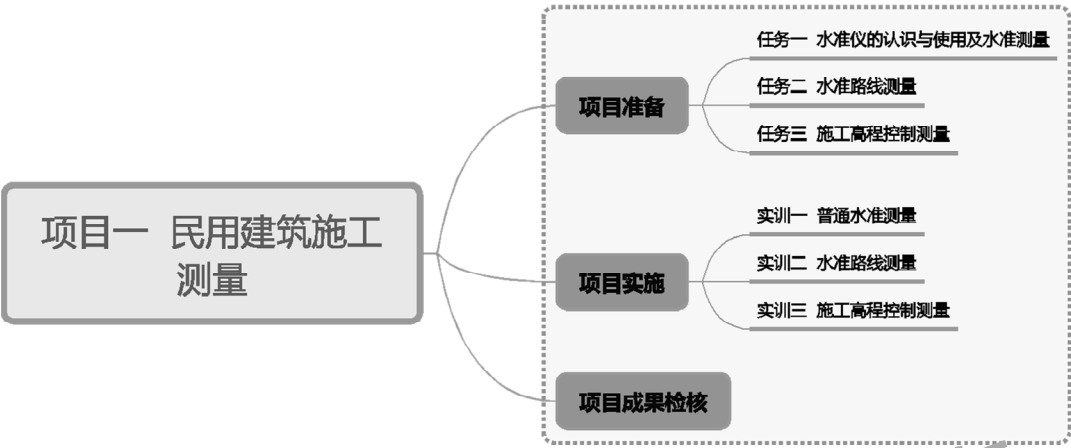 项目一 民用建筑施工
测量
项目准备
任务一 水准仪的认识与使用及水准测量
任务二 水准路线测量
任务三 施工高程控制测量
项目实施
实训一 普通水准测量
实训二 水准路线测量
实训三 施工高程控制测量
项目成果检核